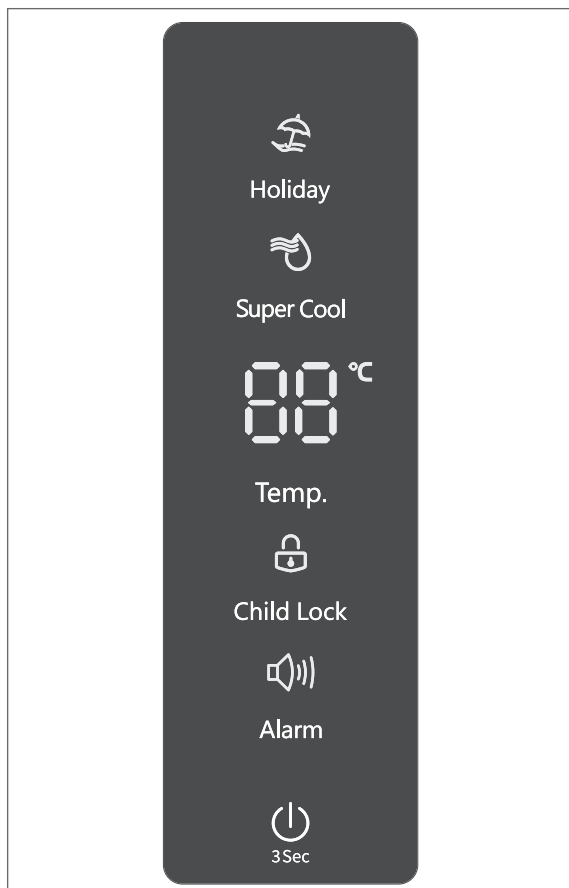 Holiday
Super Cool
88 °C
Temp.
Child Lock
Alarm
3Sec